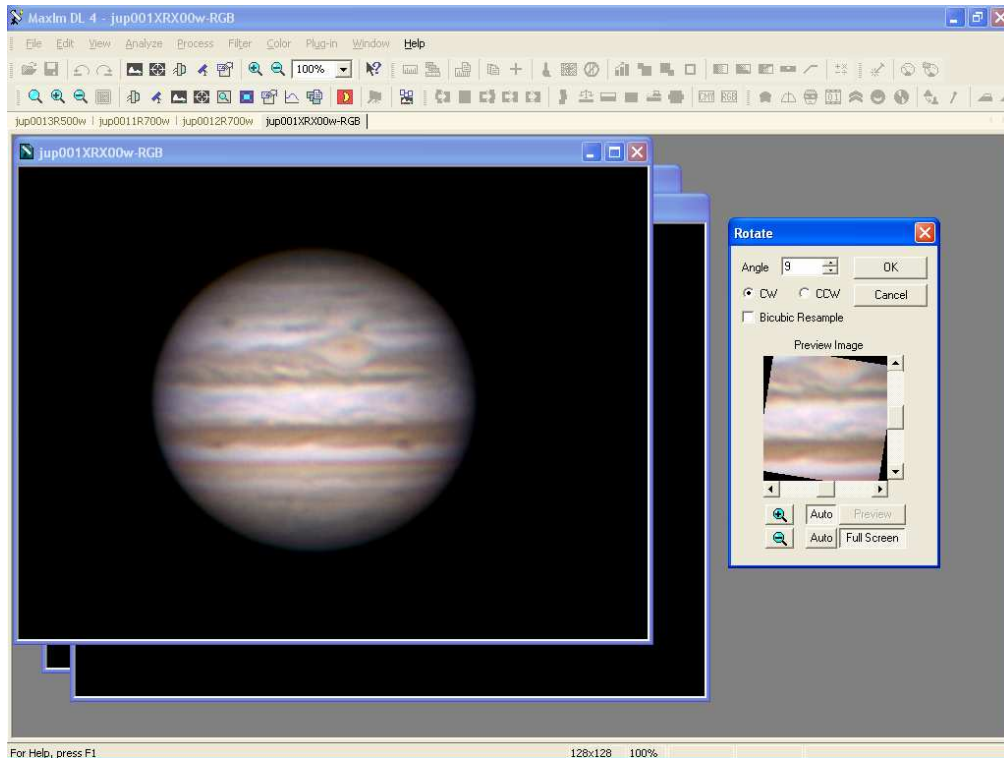 MaxIm DL 4 - jup001XRX00w-RGB
File Edit View Analyze Process Filter Color Plug-in Window Help
100%
CMY RGB
jup0013R500w jup0011R700w jup0012R700w jup001XRX00w-RGB
jup001XRX00w-RGB
Rotate
Angle 9 OK
CW CCW Cancel
Bicubic Resample
Preview Image
Auto Preview
Auto Full Screen
For Help, press F1 128x128 100%